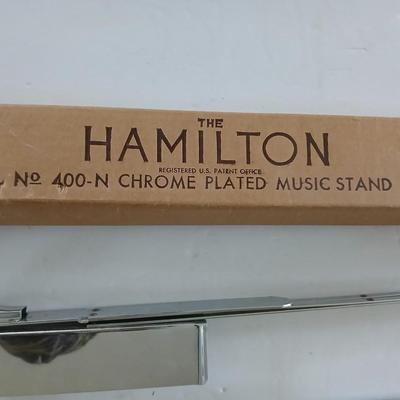 THE
HAMILTON
REGISTERED U.S. PATENT OFFICE
Nº 400-N CHROME PLATED MUSIC STAND